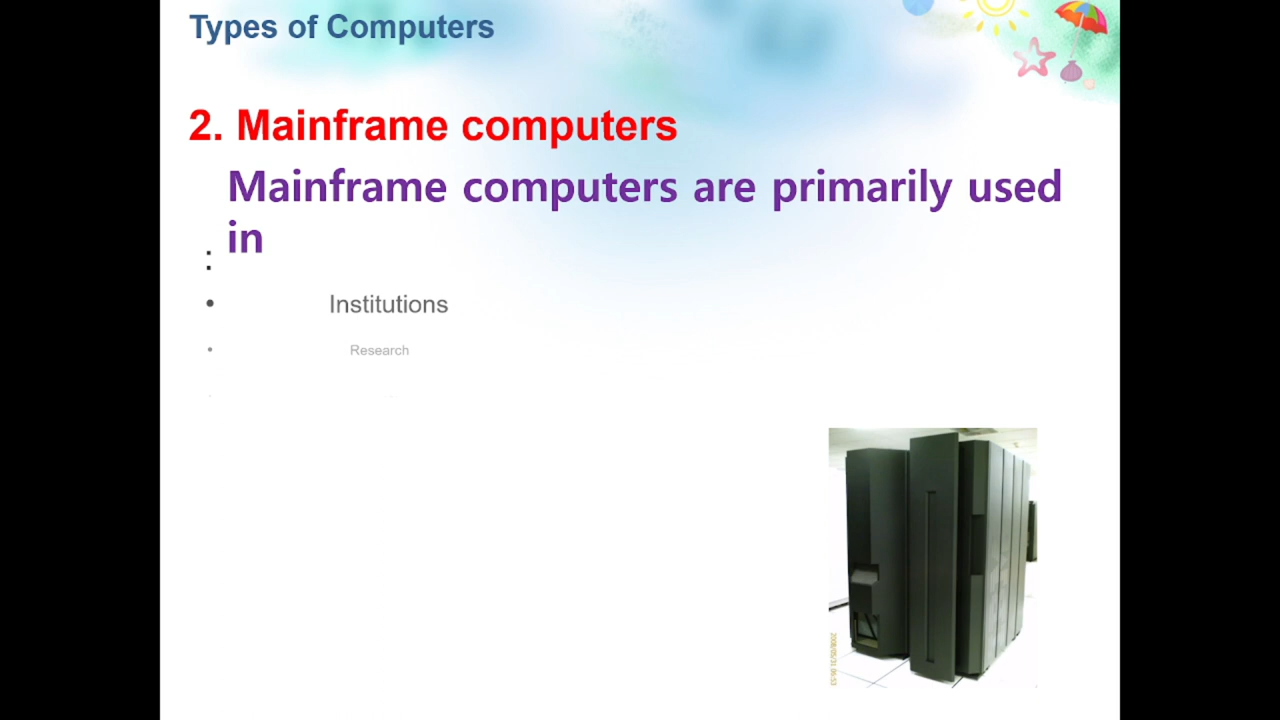 Types of Computers
2. Mainframe computers
Mainframe computers are primarily used
in
:
• Institutions
• Research